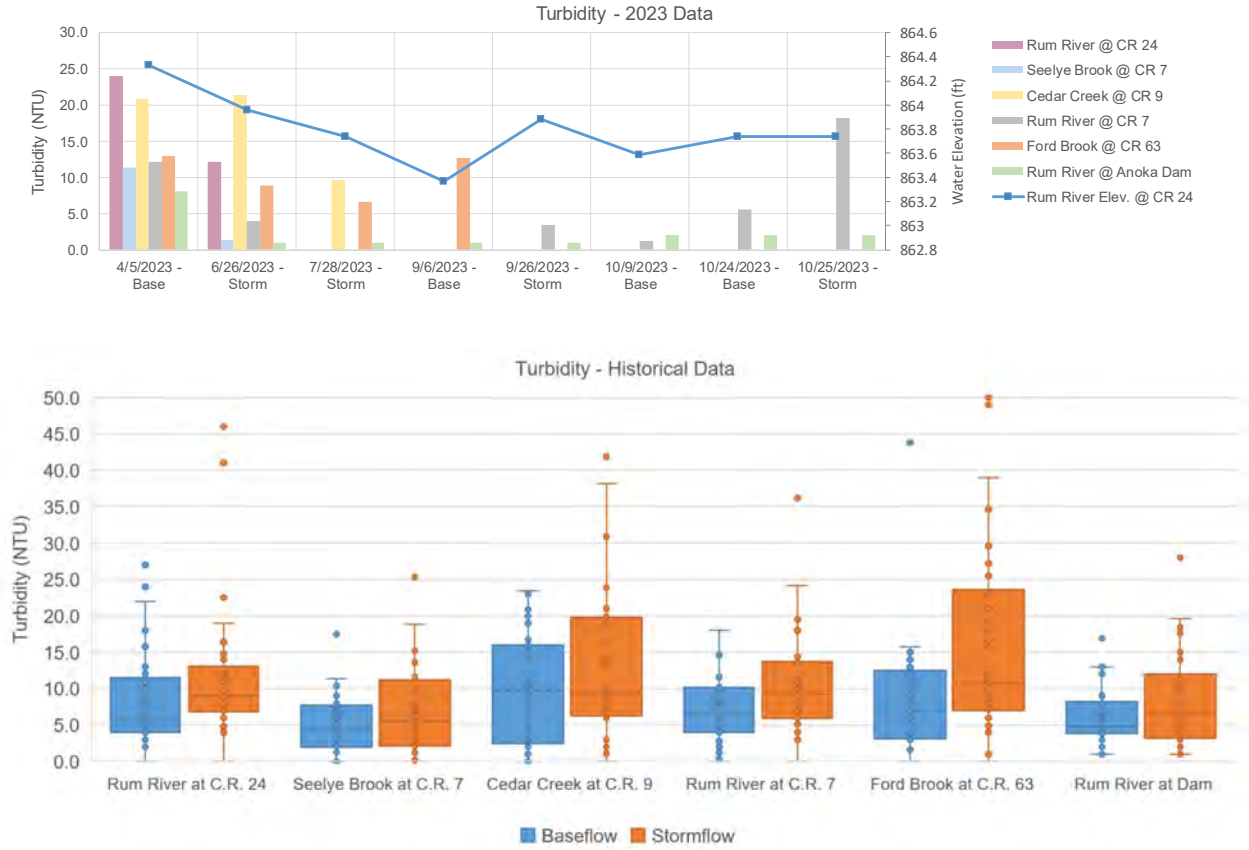 Turbidity - 2023 Data
30.0
25.0
20.0
15.0
10.0
5.0
0.0
Turbidity (NTU)
864.6
864.4
864.2
864
863.8
863.6
863.4
863.2
863
862.8
Water Elevation (ft)
4/5/2023 -
Base
6/26/2023 -
Storm
7/28/2023 -
Storm
9/6/2023 -
Base
9/26/2023 -
Storm
10/9/2023 -
Base
10/24/2023 -
Base
10/25/2023 -
Storm
Rum River @ CR 24
Seelye Brook @ CR 7
Cedar Creek @ CR 9
Rum River @ CR 7
Ford Brook @ CR 63
Rum River @ Anoka Dam
Rum River Elev. @ CR 24
Turbidity - Historical Data
50.0
45.0
40.0
35.0
30.0
25.0
20.0
15.0
10.0
5.0
0.0
Turbidity (NTU)
Rum River at C.R. 24
Seelye Brook at C.R. 7
Cedar Creek at C.R. 9
Rum River at C.R. 7
Ford Brook at C.R. 63
Rum River at Dam
Baseflow
Stormflow